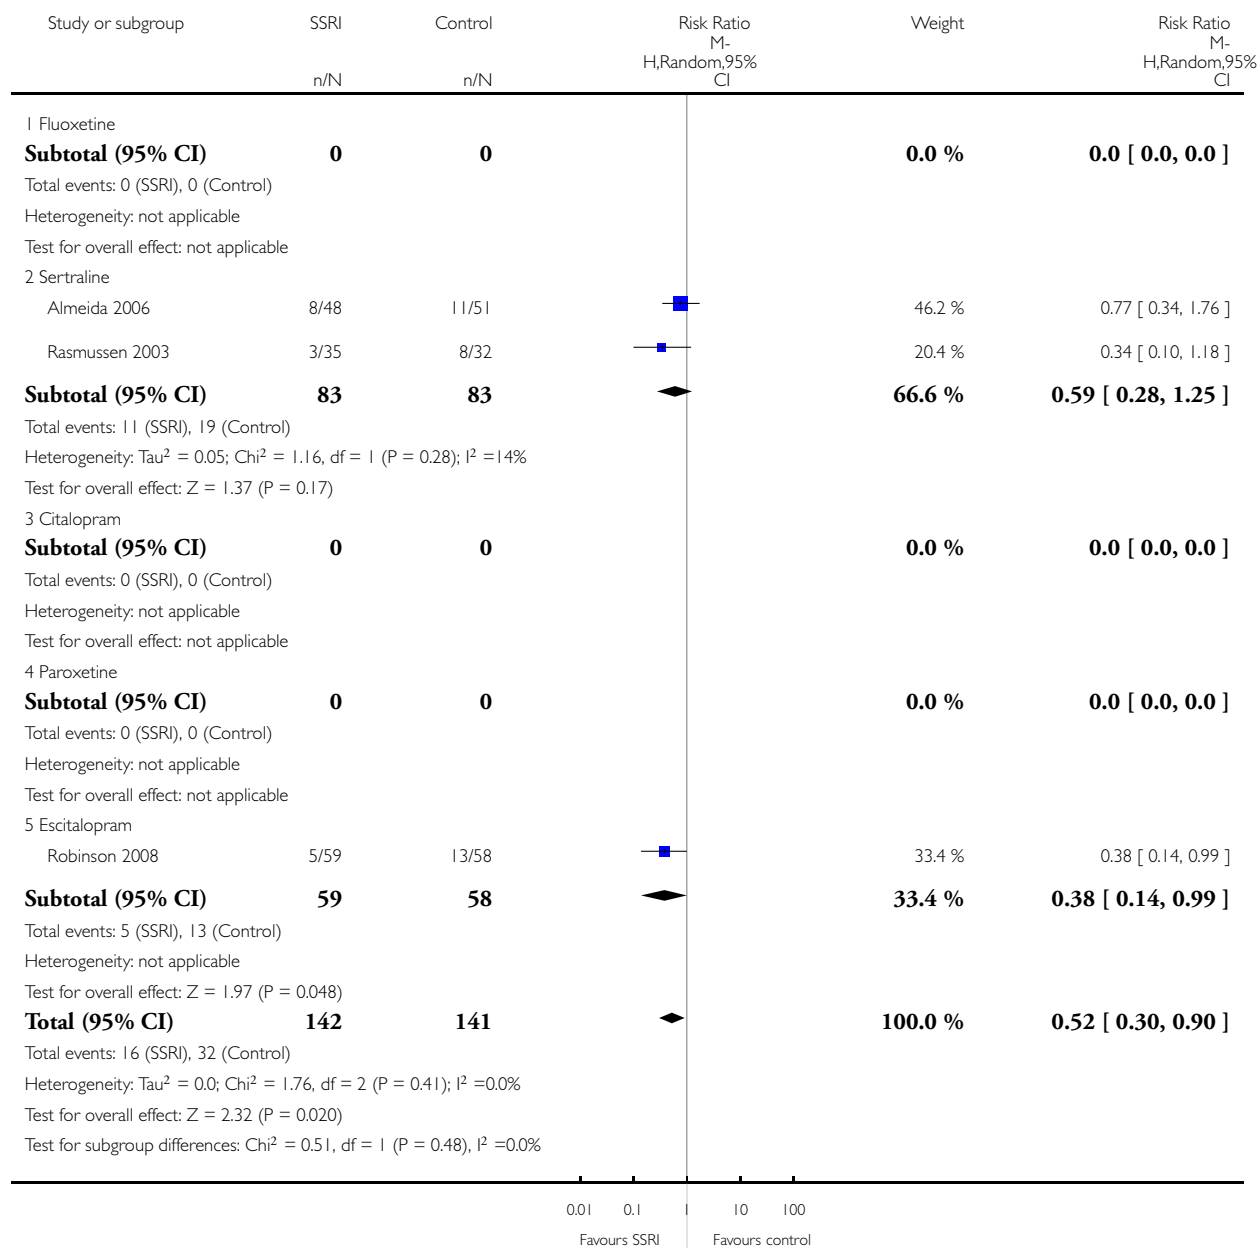 Study or subgroup SSRI Control Risk Ratio Weight Risk Ratio
M- M-
H,Random,95% H,Random,95%
n/N n/N CI CI
1 Fluoxetine
Subtotal (95% CI) 0 0 0.0 % 0.0 [ 0.0, 0.0 ]
Total events: 0 (SSRI), 0 (Control)
Heterogeneity: not applicable
Test for overall effect: not applicable
2 Sertraline
Almeida 2006 8/48 11/51 46.2 % 0.77 [ 0.34, 1.76 ]
Rasmussen 2003 3/35 8/32 20.4 % 0.34 [ 0.10, 1.18 ]
Subtotal (95% CI) 83 83 66.6 % 0.59 [ 0.28, 1.25 ]
Total events: 11 (SSRI), 19 (Control)
Heterogeneity: Tau² = 0.05; Chi² = 1.16, df = 1 (P = 0.28); I² =14%
Test for overall effect: Z = 1.37 (P = 0.17)
3 Citalopram
Subtotal (95% CI) 0 0 0.0 % 0.0 [ 0.0, 0.0 ]
Total events: 0 (SSRI), 0 (Control)
Heterogeneity: not applicable
Test for overall effect: not applicable
4 Paroxetine
Subtotal (95% CI) 0 0 0.0 % 0.0 [ 0.0, 0.0 ]
Total events: 0 (SSRI), 0 (Control)
Heterogeneity: not applicable
Test for overall effect: not applicable
5 Escitalopram
Robinson 2008 5/59 13/58 33.4 % 0.38 [ 0.14, 0.99 ]
Subtotal (95% CI) 59 58 33.4 % 0.38 [ 0.14, 0.99 ]
Total events: 5 (SSRI), 13 (Control)
Heterogeneity: not applicable
Test for overall effect: Z = 1.97 (P = 0.048)
Total (95% CI) 142 141 100.0 % 0.52 [ 0.30, 0.90 ]
Total events: 16 (SSRI), 32 (Control)
Heterogeneity: Tau² = 0.0; Chi² = 1.76, df = 2 (P = 0.41); I² =0.0%
Test for overall effect: Z = 2.32 (P = 0.020)
Test for subgroup differences: Chi² = 0.51, df = 1 (P = 0.48), I² =0.0%
0.01 0.1 1 10 100
Favours SSRI Favours control